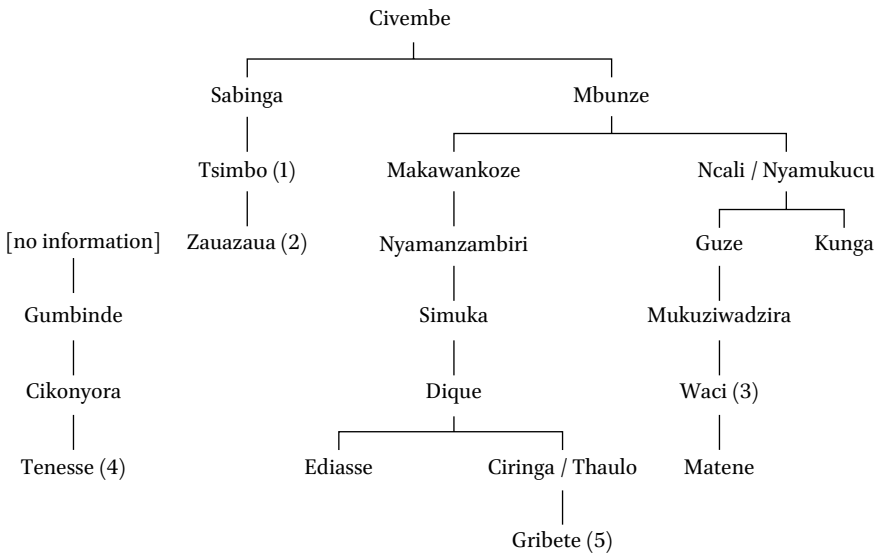 Civembe
Sabinga Mbunze
Tsimbo (1) Makawankoze Ncali / Nyamukucu
[no information] Zauazaua (2) Nyamanzambiri Guze Kunga
Gumbinde Simuka Mukuziwadzira
Cikonyora Dique Waci (3)
Tenesse (4) Ediasse Ciringa / Thaulo Matene
Gribete (5)